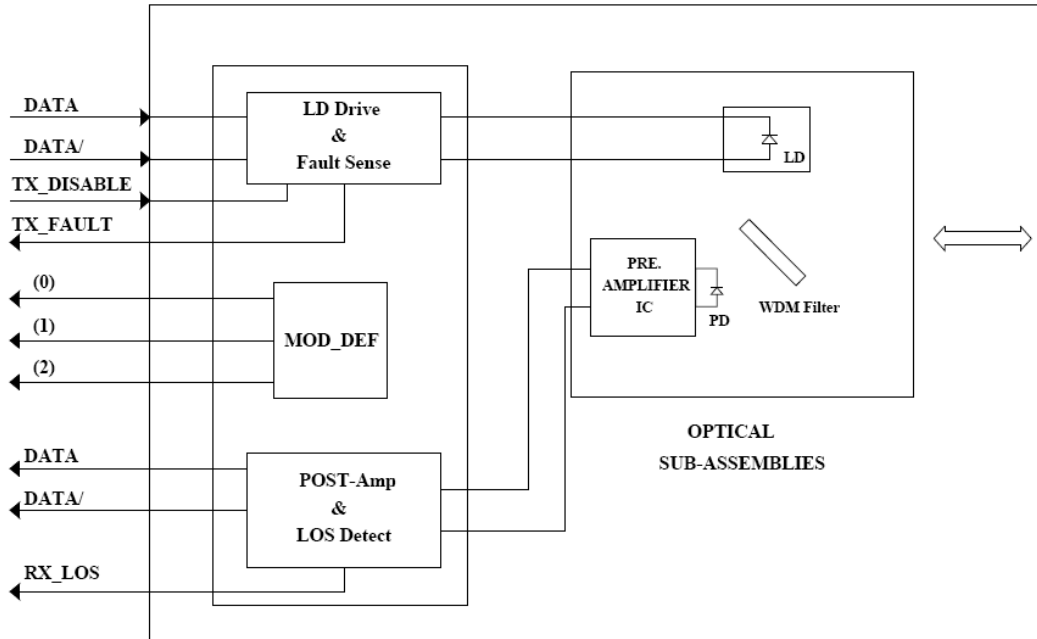 DATA
DATA/
TX_DISABLE
TX_FAULT
(0)
(1)
(2)
DATA
DATA/
RX_LOS
LD Drive
&
Fault Sense
MOD_DEF
POST-Amp
&
LOS Detect
LD
PRE.
AMPLIFIER
IC
PD
WDM Filter
OPTICAL
SUB-ASSEMBLIES